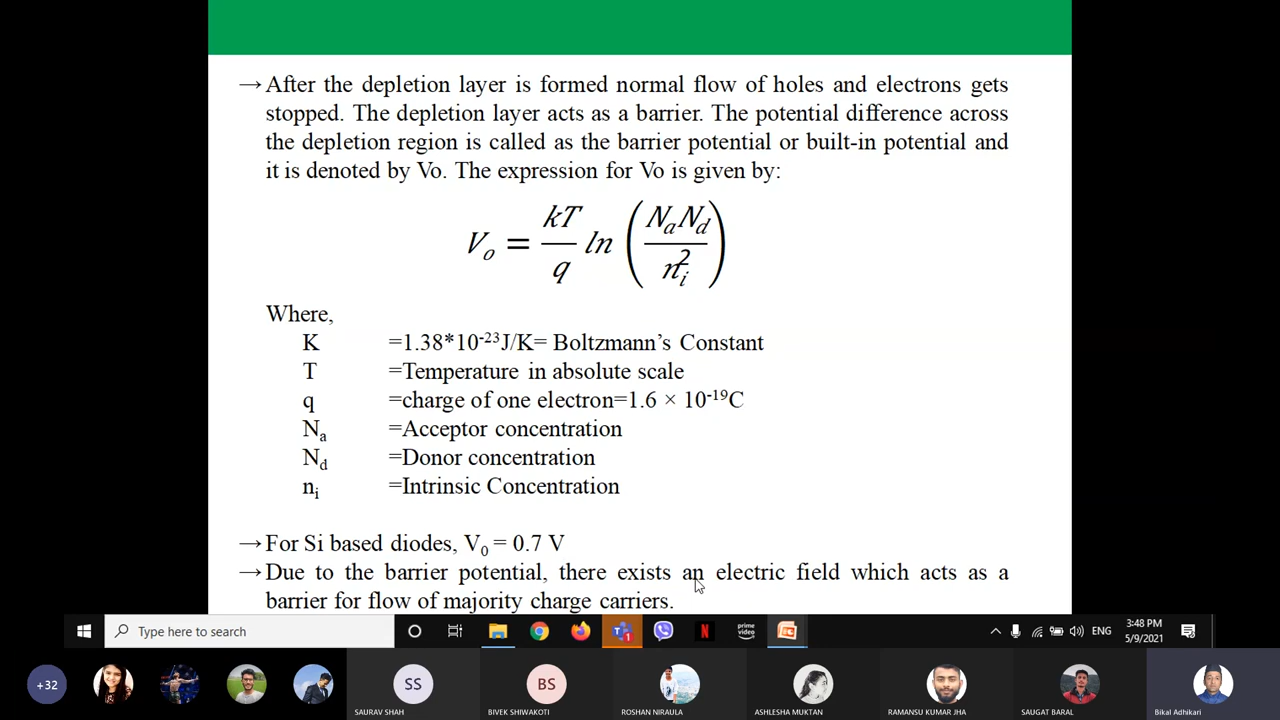 →After the depletion layer is formed normal flow of holes and electrons gets
stopped. The depletion layer acts as a barrier. The potential difference across
the depletion region is called as the barrier potential or built-in potential and
it is denoted by Vo. The expression for Vo is given by:
Vₒ = kT/q ln (NₐN_d/nᵢ²)
Where,
K =1.38*10⁻²³J/K= Boltzmann’s Constant
T =Temperature in absolute scale
q =charge of one electron=1.6 × 10⁻¹⁹C
Nₐ =Acceptor concentration
N_d =Donor concentration
nᵢ =Intrinsic Concentration
→For Si based diodes, V₀ = 0.7 V
→Due to the barrier potential, there exists an electric field which acts as a
barrier for flow of majority charge carriers.
Type here to search
1
prime video
ENG
3:48 PM
5/9/2021
+32
SS
BS
SAURAV SHAH
BIVEK SHIWAKOTI
ROSHAN NIRAULA
ASHLESHA MUKTAN
RAMANSU KUMAR JHA
SAUGAT BARAL
Bikal Adhikari